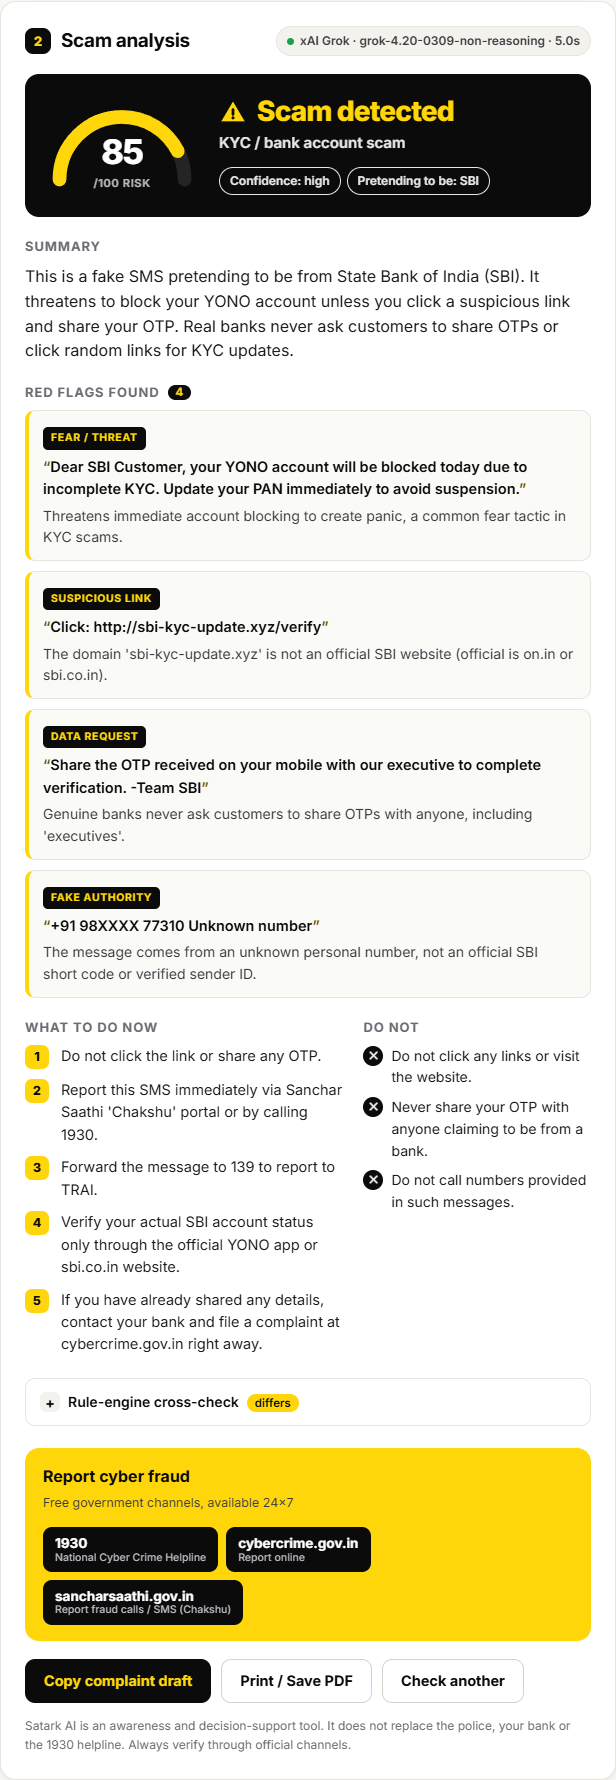 2 Scam analysis
xAI Grok · grok-4.20-0309-non-reasoning · 5.0s
85
/100 RISK
Scam detected
KYC / bank account scam
Confidence: high
Pretending to be: SBI
SUMMARY
This is a fake SMS pretending to be from State Bank of India (SBI). It
threatens to block your YONO account unless you click a suspicious link
and share your OTP. Real banks never ask customers to share OTPs or
click random links for KYC updates.
RED FLAGS FOUND 4
FEAR / THREAT
“Dear SBI Customer, your YONO account will be blocked today due to
incomplete KYC. Update your PAN immediately to avoid suspension.”
Threatens immediate account blocking to create panic, a common fear tactic in
KYC scams.
SUSPICIOUS LINK
“Click: http://sbi-kyc-update.xyz/verify”
The domain 'sbi-kyc-update.xyz' is not an official SBI website (official is on.in or
sbi.co.in).
DATA REQUEST
“Share the OTP received on your mobile with our executive to complete
verification. -Team SBI”
Genuine banks never ask customers to share OTPs with anyone, including
'executives'.
FAKE AUTHORITY
“+91 98XXXX 77310 Unknown number”
The message comes from an unknown personal number, not an official SBI
short code or verified sender ID.
WHAT TO DO NOW
1 Do not click the link or share any OTP.
2 Report this SMS immediately via Sanchar
Saathi 'Chakshu' portal or by calling
1930.
3 Forward the message to 139 to report to
TRAI.
4 Verify your actual SBI account status
only through the official YONO app or
sbi.co.in website.
5 If you have already shared any details,
contact your bank and file a complaint at
cybercrime.gov.in right away.
DO NOT
Do not click any links or visit
the website.
Never share your OTP with
anyone claiming to be from a
bank.
Do not call numbers provided
in such messages.
+ Rule-engine cross-check differs
Report cyber fraud
Free government channels, available 24×7
1930
National Cyber Crime Helpline
cybercrime.gov.in
Report online
sancharsaathi.gov.in
Report fraud calls / SMS (Chakshu)
Copy complaint draft
Print / Save PDF
Check another
Satark AI is an awareness and decision-support tool. It does not replace the police, your bank or
the 1930 helpline. Always verify through official channels.